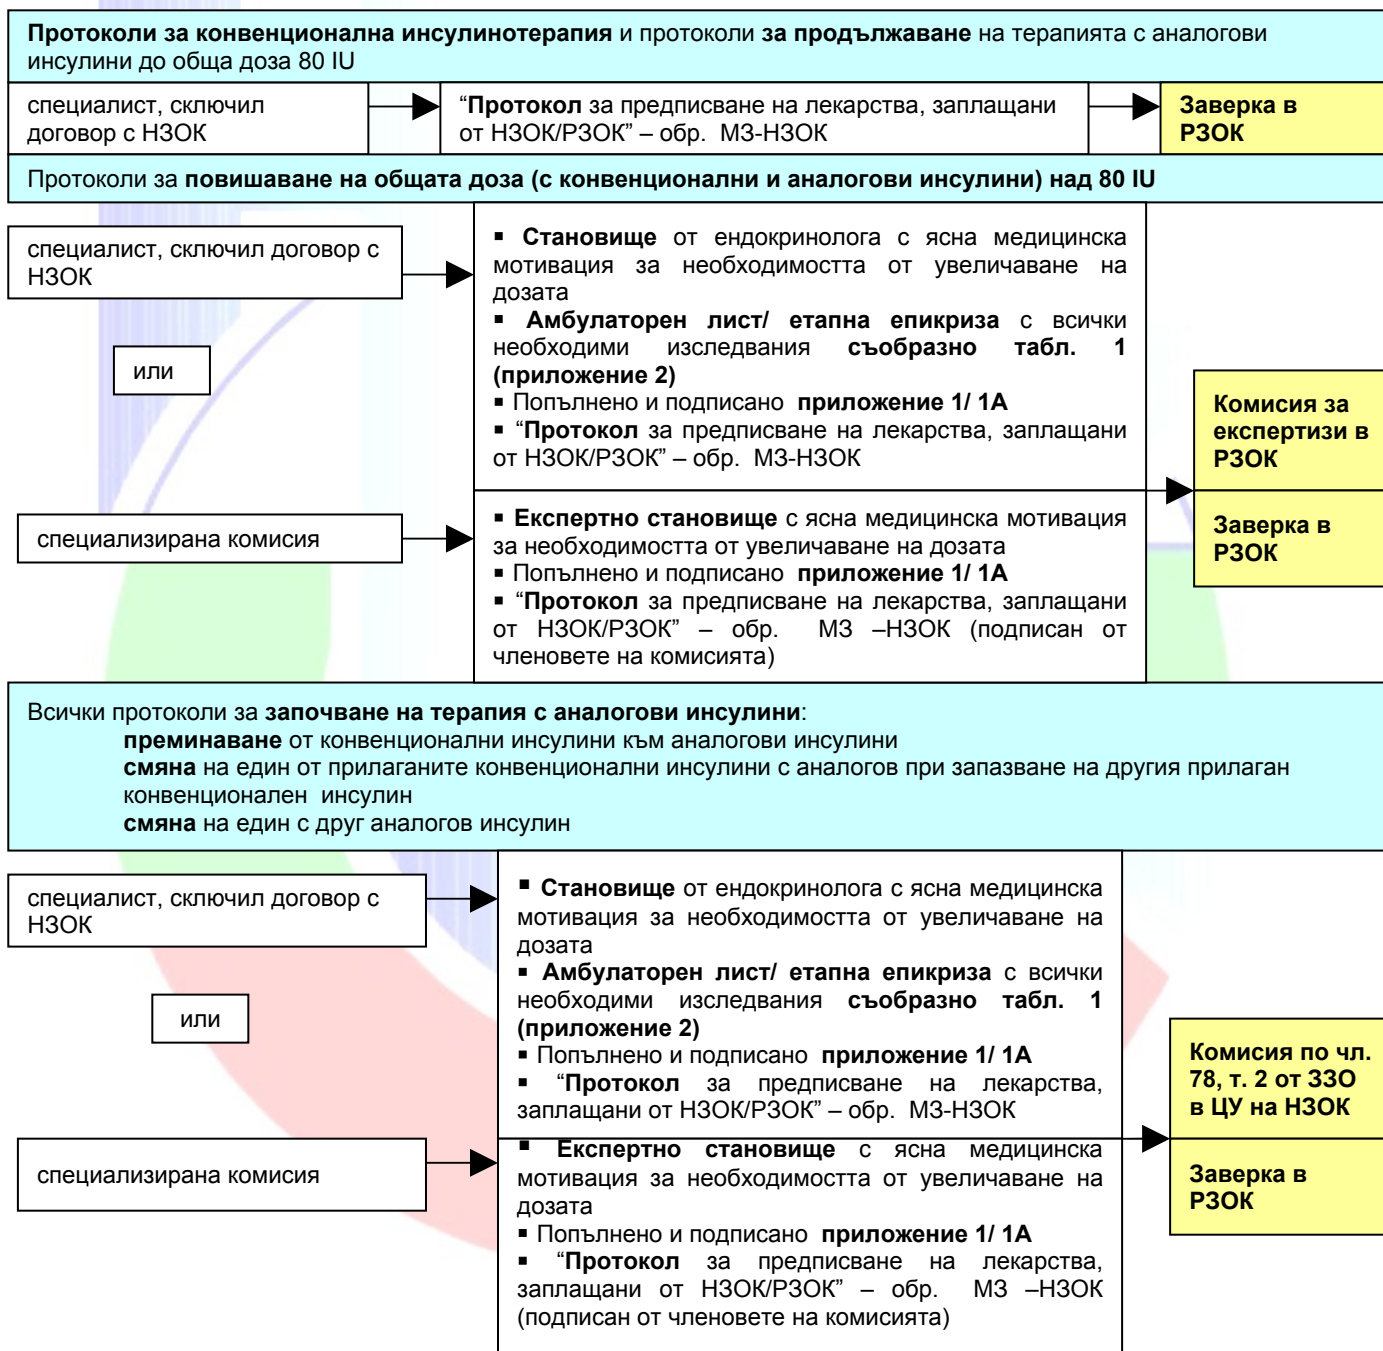 Протоколи за конвенционална инсулинотерапия и протоколи за продължаване на терапията с аналогови
инсулини до обща доза 80 IU
специалист, сключил
договор с НЗОК
“Протокол за предписване на лекарства, заплащани
от НЗОК/РЗОК” – обр. МЗ-НЗОК
Заверка в
РЗОК
Протоколи за повишаване на общата доза (с конвенционални и аналогови инсулини) над 80 IU
специалист, сключил договор с
НЗОК
или
специализирана комисия
▪ Становище от ендокринолога с ясна медицинска
мотивация за необходимостта от увеличаване на
дозата
▪ Амбулаторен лист/ етапна епикриза с всички
необходими изследвания съобразно табл. 1
(приложение 2)
▪ Попълнено и подписано приложение 1/ 1А
▪ “Протокол за предписване на лекарства, заплащани
от НЗОК/РЗОК” – обр. МЗ-НЗОК
▪ Експертно становище с ясна медицинска мотивация
за необходимостта от увеличаване на дозата
▪ Попълнено и подписано приложение 1/ 1А
▪ “Протокол за предписване на лекарства, заплащани
от НЗОК/РЗОК” – обр. МЗ –НЗОК (подписан от
членовете на комисията)
Комисия за
експертизи в
РЗОК
Заверка в
РЗОК
Всички протоколи за започване на терапия с аналогови инсулини:
преминаване от конвенционални инсулини към аналогови инсулини
смяна на един от прилаганите конвенционални инсулини с аналогов при запазване на другия прилаган
конвенционален инсулин
смяна на един с друг аналогов инсулин
специалист, сключил договор с
НЗОК
или
специализирана комисия
▪ Становище от ендокринолога с ясна медицинска
мотивация за необходимостта от увеличаване на
дозата
▪ Амбулаторен лист/ етапна епикриза с всички
необходими изследвания съобразно табл. 1
(приложение 2)
▪ Попълнено и подписано приложение 1/ 1А
▪ “Протокол за предписване на лекарства,
заплащани от НЗОК/РЗОК” – обр. МЗ-НЗОК
▪ Експертно становище с ясна медицинска
мотивация за необходимостта от увеличаване на
дозата
▪ Попълнено и подписано приложение 1/ 1А
▪ “Протокол за предписване на лекарства,
заплащани от НЗОК/РЗОК” – обр. МЗ –НЗОК
(подписан от членовете на комисията)
Комисия по чл.
78, т. 2 от ЗЗО
в ЦУ на НЗОК
Заверка в
РЗОК